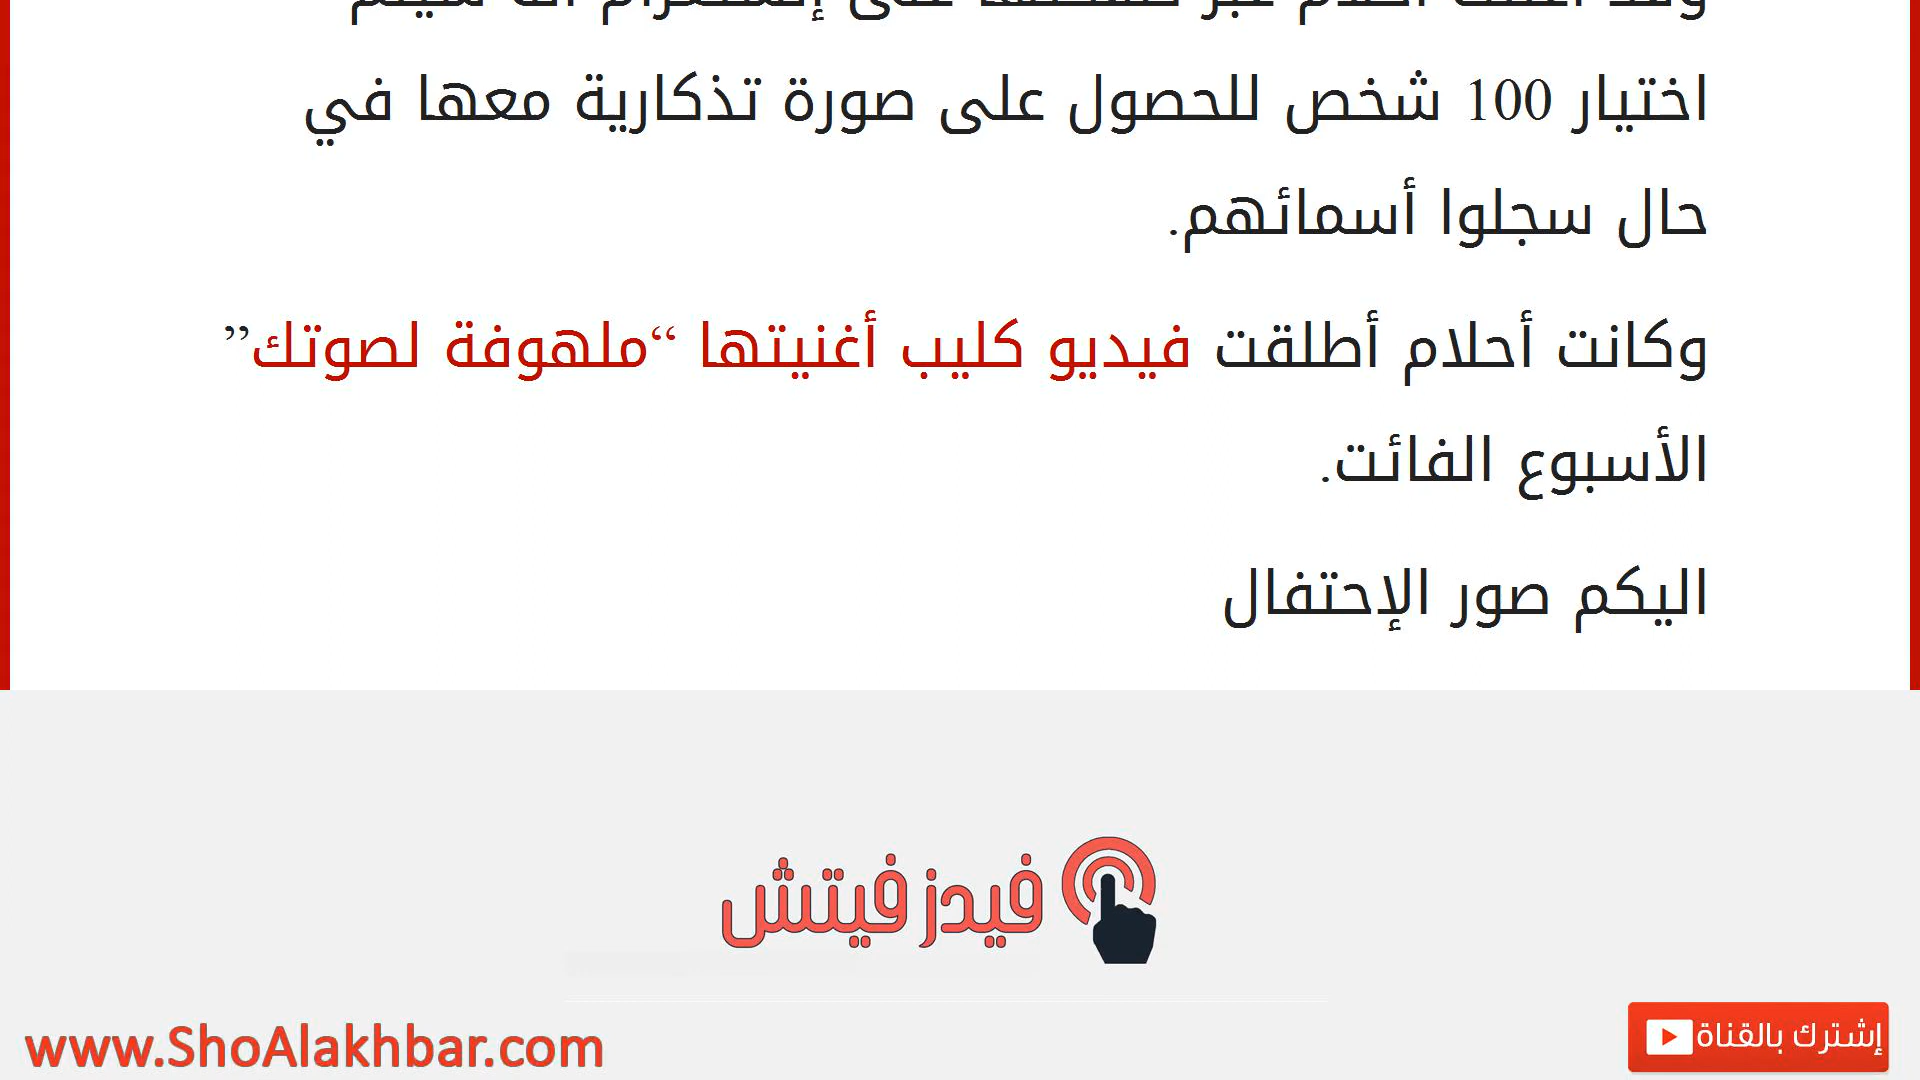 اختيار 100 شخص للحصول على صورة تذكارية معها في
حال سجلوا أسمائهم.
وكانت أحلام أطلقت فيديو كليب أغنيتها “ملهوفة لصوتك”
الأسبوع الفائت.
اليكم صور الإحتفال
فيدز فيتش
www.ShoAlakhbar.com
إشترك بالقناة